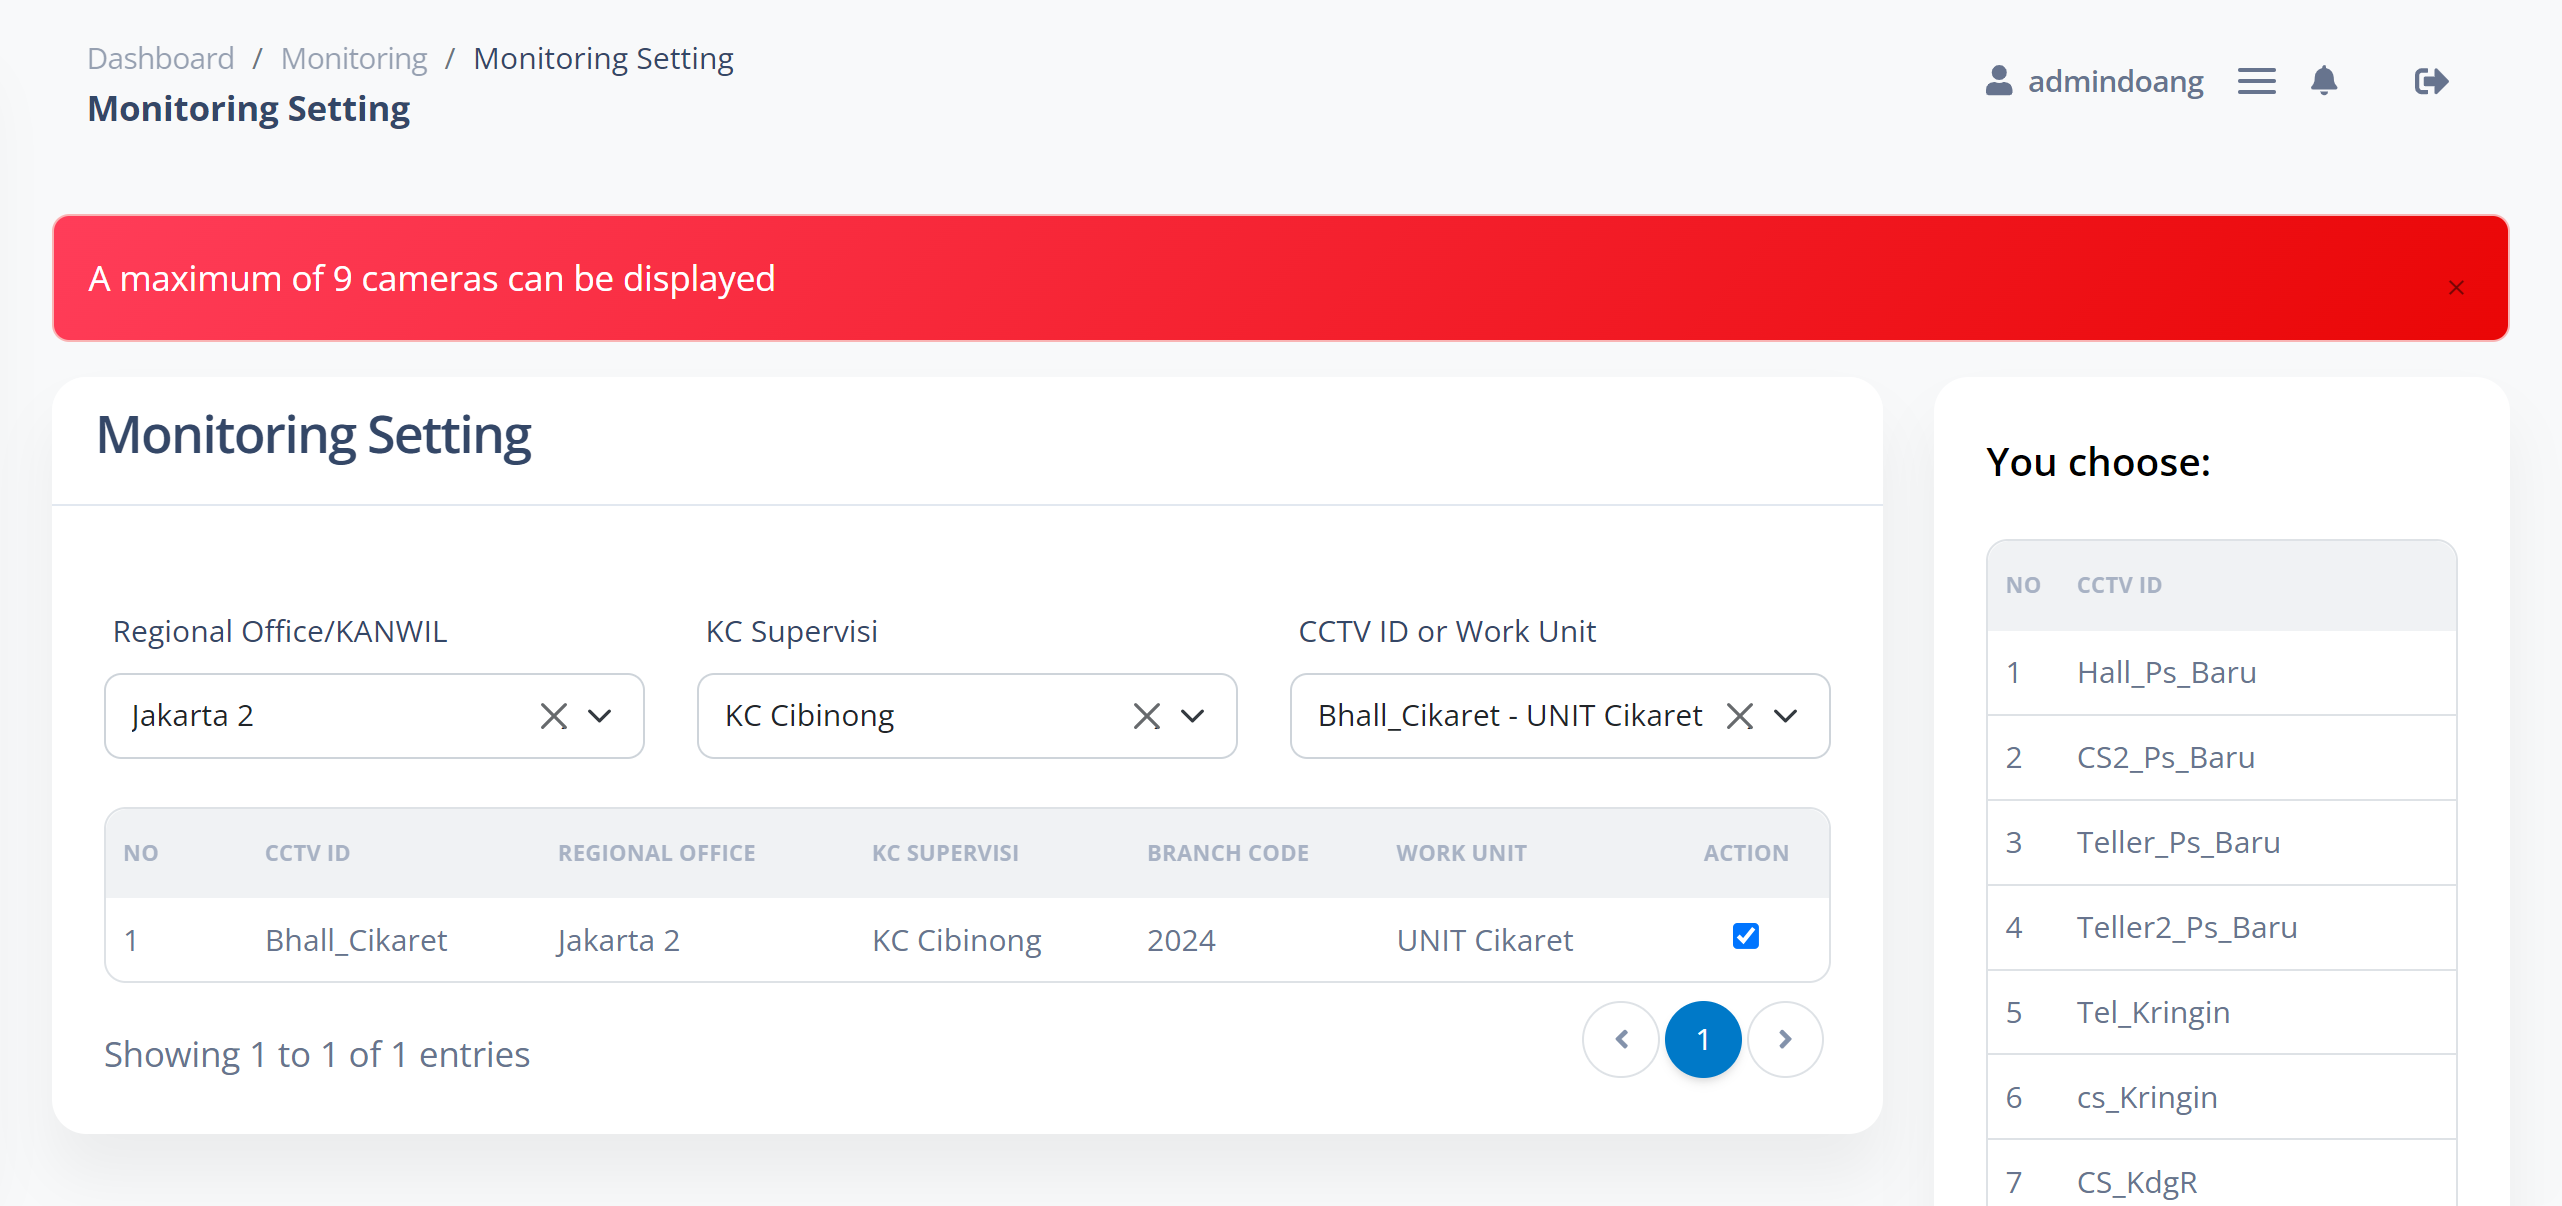 Dashboard / Monitoring / Monitoring Setting
Monitoring Setting
admindoang
A maximum of 9 cameras can be displayed
×
Monitoring Setting
Regional Office/KANWIL
KC Supervisi
CCTV ID or Work Unit
Jakarta 2
KC Cibinong
Bhall_Cikaret - UNIT Cikaret
NO CCTV ID REGIONAL OFFICE KC SUPERVISI BRANCH CODE WORK UNIT ACTION
1 Bhall_Cikaret Jakarta 2 KC Cibinong 2024 UNIT Cikaret
Showing 1 to 1 of 1 entries
1
You choose:
NO CCTV ID
1 Hall_Ps_Baru
2 CS2_Ps_Baru
3 Teller_Ps_Baru
4 Teller2_Ps_Baru
5 Tel_Kringin
6 cs_Kringin
7 CS_KdgR